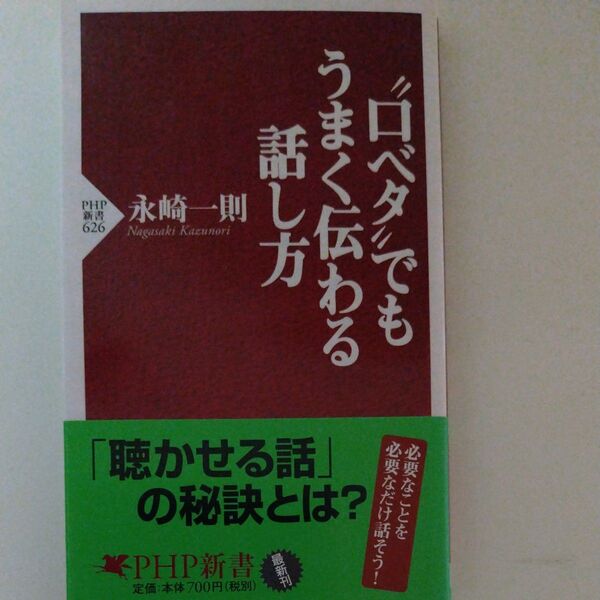 〝口ベタ〟でも
うまく伝わる
話し方
永崎一則
Nagasaki Kazunori
PHP
新書
626
「聴かせる話」
の秘訣とは?
必要なことを
必要なだけ話そう!
PHP新書
最新刊
定価:本体700円(税別)